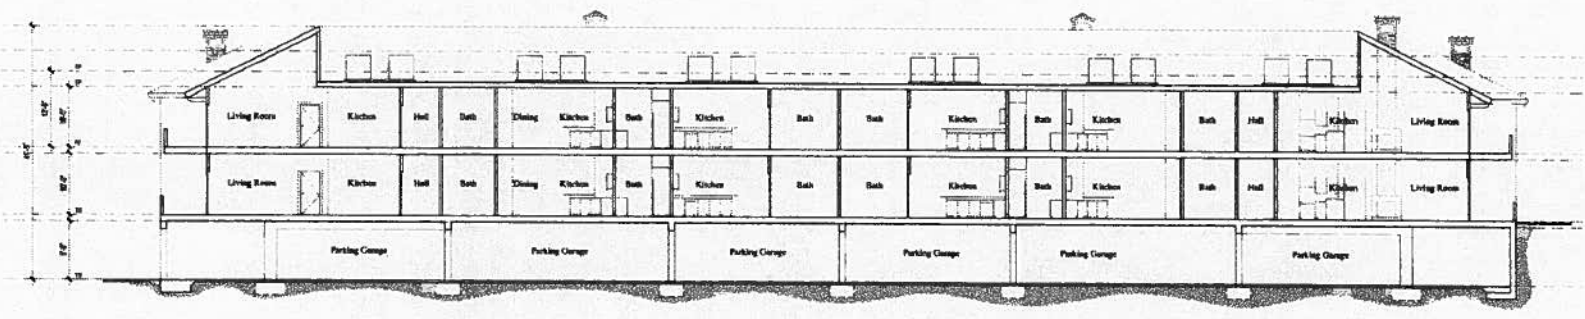 Living Room Kitchen Hall Bath Dining Kitchen Bath Kitchen Bath Bath Kitchen Bath Kitchen Bath Hall Kitchen Living Room
Living Room Kitchen Hall Bath Dining Kitchen Bath Kitchen Bath Bath Kitchen Bath Kitchen Bath Hall Kitchen Living Room
Parking Garage Parking Garage Parking Garage Parking Garage Parking Garage Parking Garage